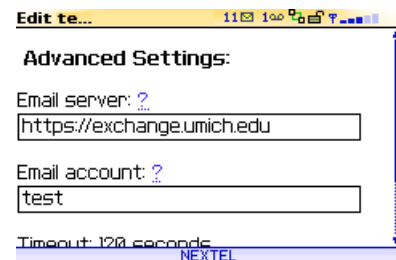 Edit te... 11 1
Advanced Settings:
Email server: ?
https://exchange.umich.edu
Email account: ?
test
Timeout: 120 seconds
NEXTEL